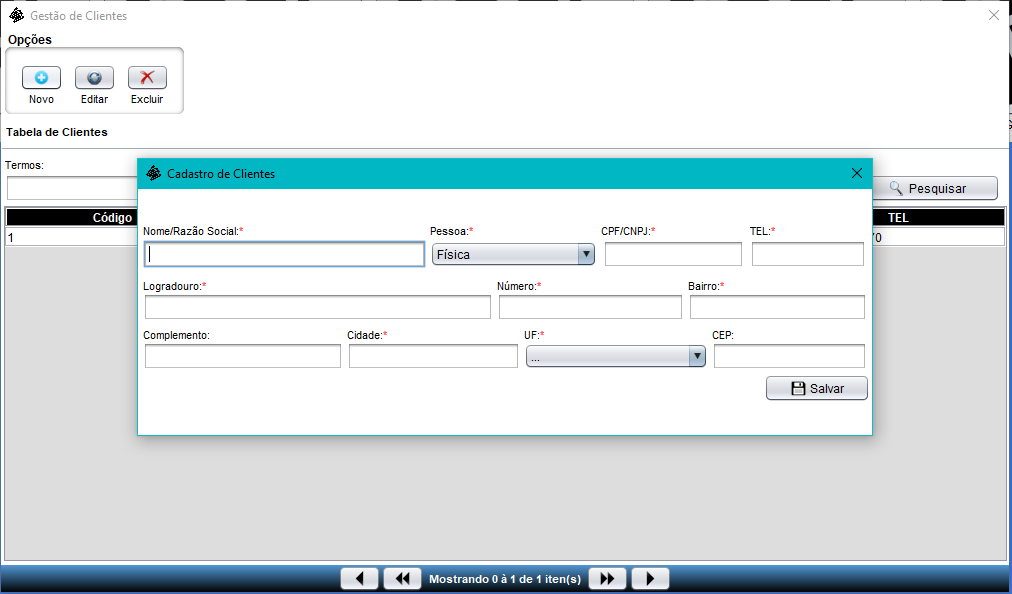 Gestão de Clientes
Opções
Novo Editar Excluir
Tabela de Clientes
Termos:
Pesquisar
Código TEL
1
Cadastro de Clientes
Nome/Razão Social:* Pessoa:* CPF/CNPJ:* TEL:*
Física
Logradouro:* Número:* Bairro:*
Complemento: Cidade:* UF:* CEP:
...
Salvar
Mostrando 0 à 1 de 1 iten(s)